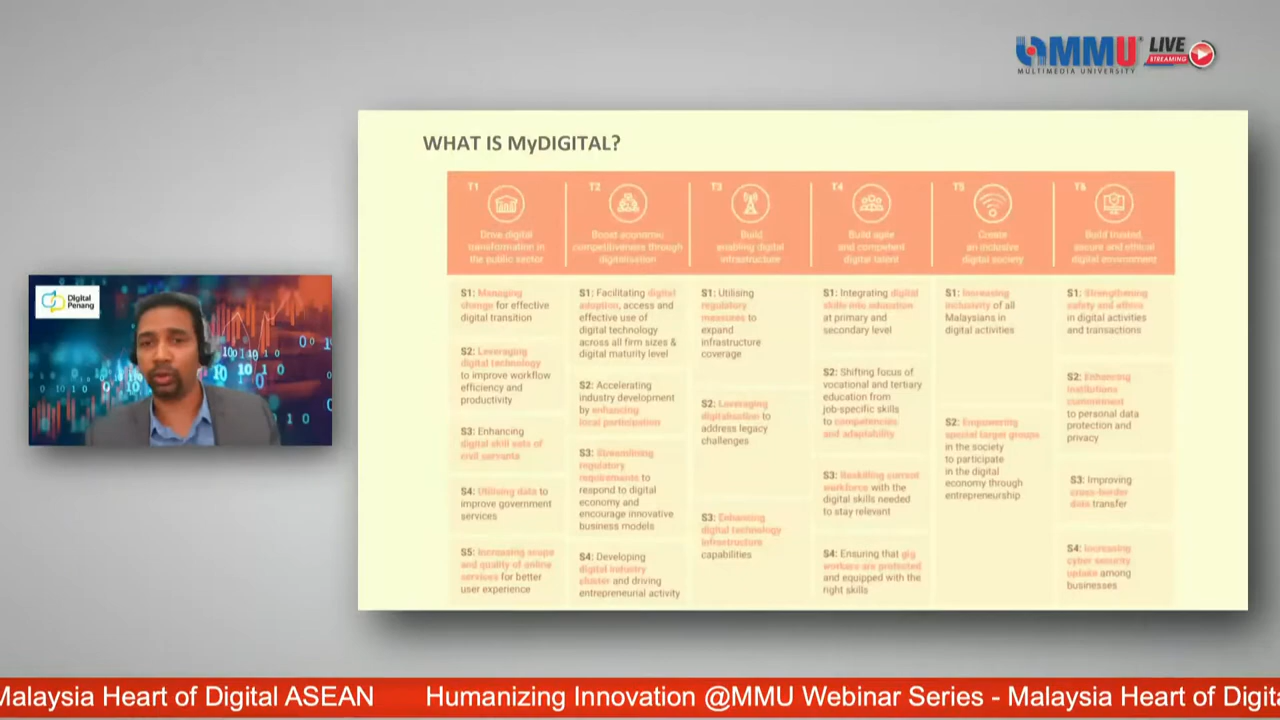 MMU
MULTIMEDIA UNIVERSITY
LIVE
STREAMING
WHAT IS MyDIGITAL?
T1
Drive digital
transformation in
the public sector
T2
Boost economic
competitiveness through
digitalisation
T3
Build
enabling digital
infrastructure
T4
Build agile
and competent
digital talent
T5
Create
an inclusive
digital society
T6
Build trusted,
secure and ethical
digital environment
S1: Managing
change for effective
digital transition
S2: Leveraging
digital technology
to improve workflow
efficiency and
productivity
S3: Enhancing
digital skill sets of
civil servants
S4: Utilising data to
improve government
services
S5: Increasing scope
and quality of online
services for better
user experience
S1: Facilitating digital
adoption, access and
effective use of
digital technology
across all firm sizes &
digital maturity level
S2: Accelerating
industry development
by enhancing
local participation
S3: Streamlining
regulatory
requirements to
respond to digital
economy and
encourage innovative
business models
S4: Developing
digital industry
cluster and driving
entrepreneurial activity
S1: Utilising
regulatory
measures to
expand
infrastructure
coverage
S2: Leveraging
digitalisation to
address legacy
challenges
S3: Enhancing
digital technology
infrastructure
capabilities
S1: Integrating digital
skills into education
at primary and
secondary level
S2: Shifting focus of
vocational and tertiary
education from
job-specific skills
to competencies
and adaptability
S3: Reskilling current
workforce with the
digital skills needed
to stay relevant
S4: Ensuring that gig
workers are protected
and equipped with the
right skills
S1: Increasing
inclusivity of all
Malaysians in
digital activities
S2: Empowering
special target groups
in the society
to participate
in the digital
economy through
entrepreneurship
S1: Strengthening
safety and ethics
in digital activities
and transactions
S2: Enhancing
institutions
commitment
to personal data
protection and
privacy
S3: Improving
cross-border
data transfer
S4: Increasing
cyber security
uptake among
businesses
Digital
Penang
Malaysia Heart of Digital ASEAN Humanizing Innovation @MMU Webinar Series - Malaysia Heart of Digita